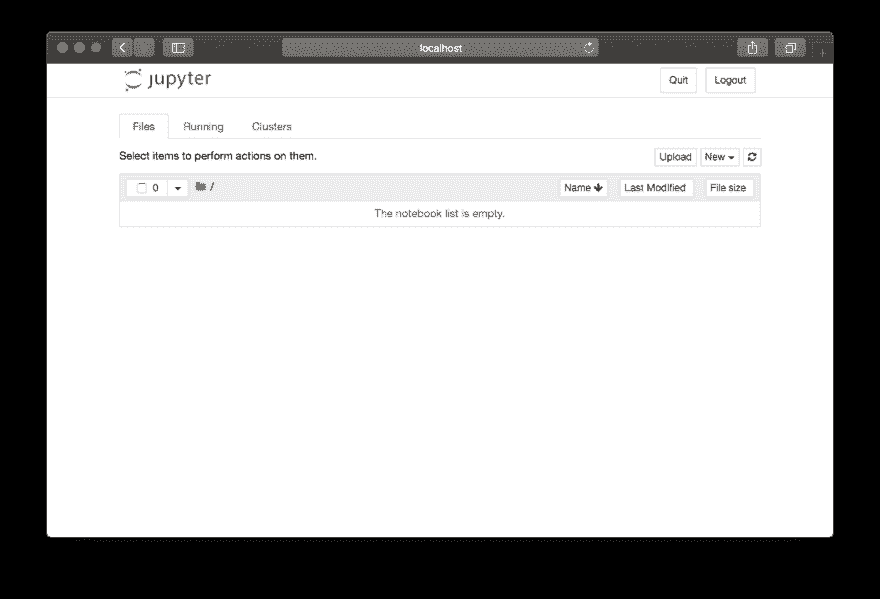 localhost
jupyter
Quit Logout
Files Running Clusters
Select items to perform actions on them.
Upload New
0 / Name Last Modified File size
The notebook list is empty.